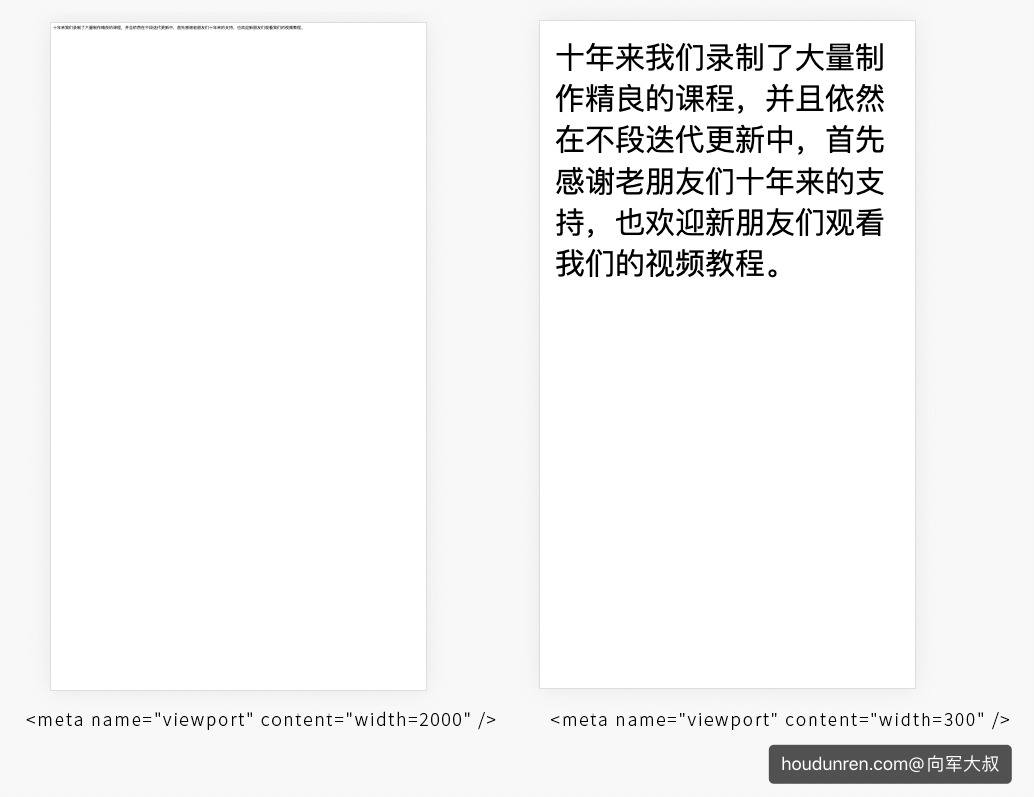 十年来我们录制了大量制作精良的课程，并且依然在不段迭代更新中，首先感谢老朋友们十年来的支持，也欢迎新朋友们观看我们的视频教程。
十年来我们录制了大量制
作精良的课程，并且依然
在不段迭代更新中，首先
感谢老朋友们十年来的支
持，也欢迎新朋友们观看
我们的视频教程。
<meta name="viewport" content="width=2000" />
<meta name="viewport" content="width=300" />
houdunren.com@向军大叔